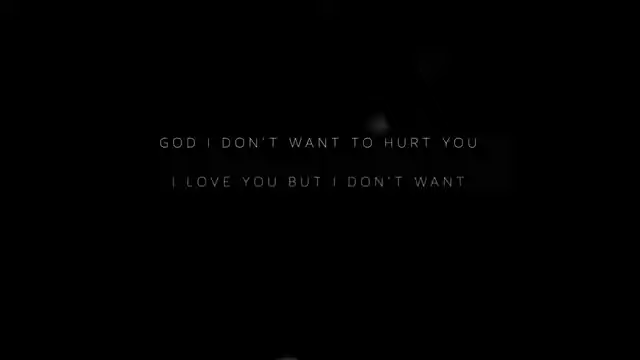 GOD I DON'T WANT TO HURT YOU
I LOVE YOU BUT I DON'T WANT